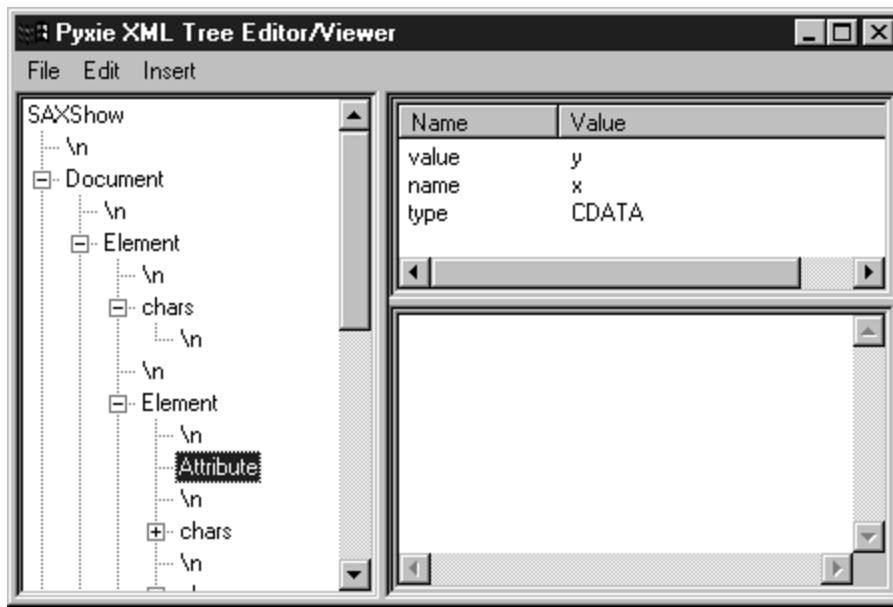 Pyxie XML Tree Editor/Viewer
File Edit Insert
SAXShow
\n
Document
\n
Element
\n
chars
\n
\n
Element
\n
Attribute
\n
chars
\n
Name Value
value y
name x
type CDATA